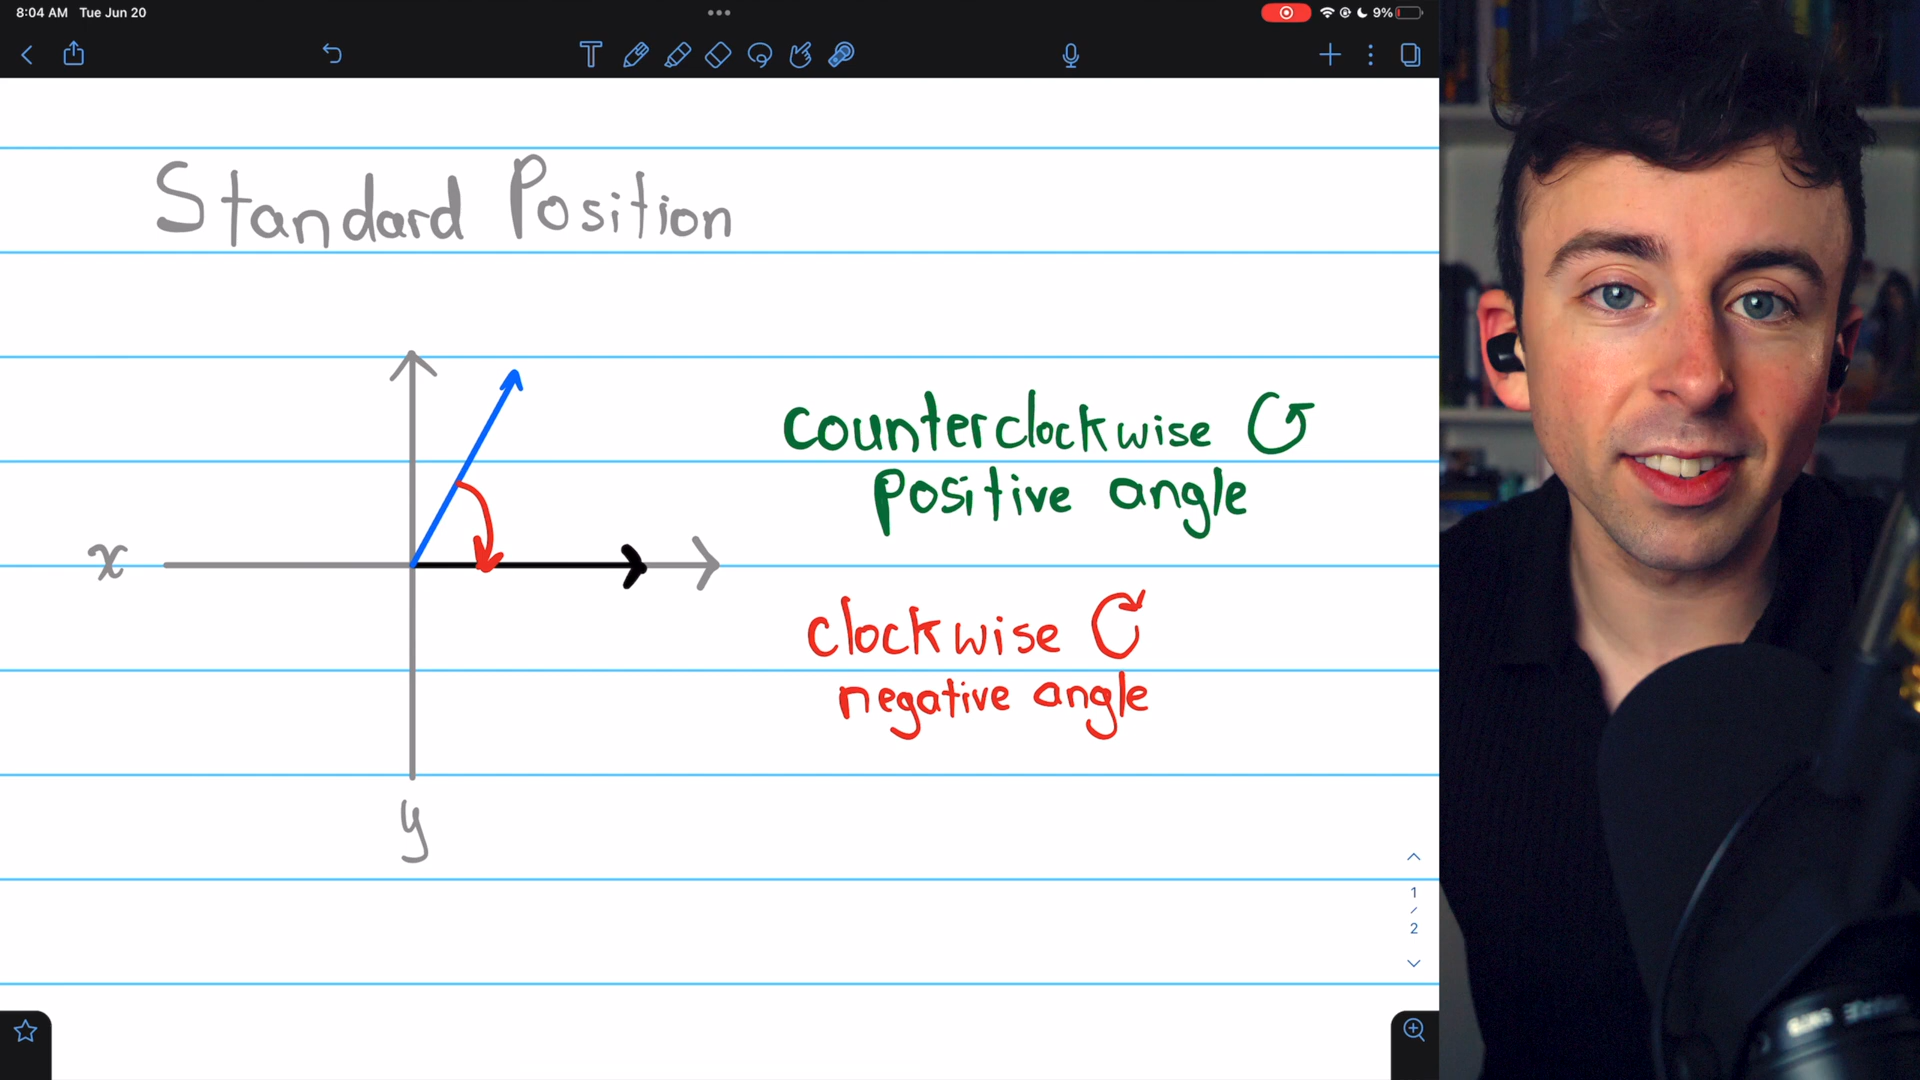 8:04 AM Tue Jun 20
9%
Standard Position
counterclockwise
positive angle
x
clockwise
negative angle
y
1
/
2